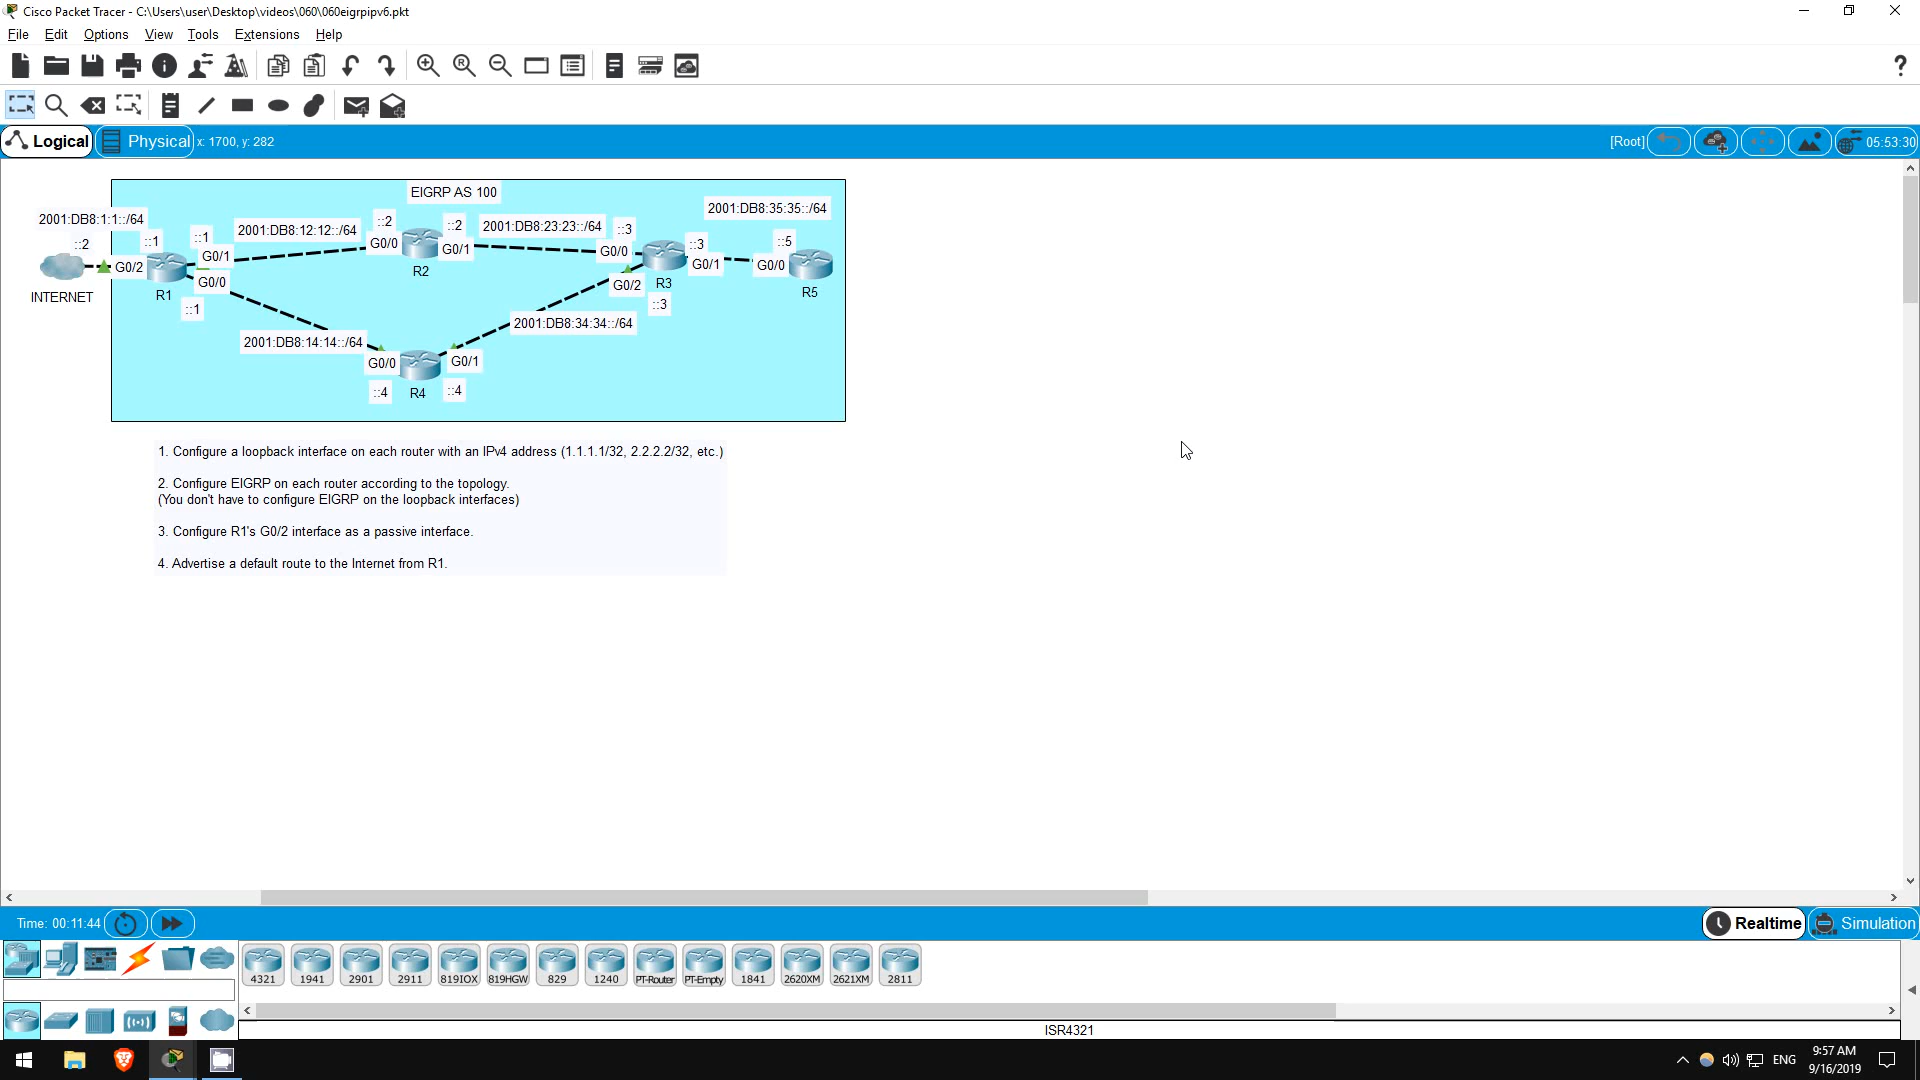 Cisco Packet Tracer - C:\Users\user\Desktop\videos\060\060eigrpipv6.pkt
File Edit Options View Tools Extensions Help
Logical Physical x: 1700, y: 282 [Root] 05:53:30
EIGRP AS 100
2001:DB8:1:1::/64
::2
::1
::1
2001:DB8:12:12::/64
::2
::2
2001:DB8:23:23::/64
::3
2001:DB8:35:35::/64
::3
::5
INTERNET
G0/2
R1
G0/1
G0/0
::1
G0/0
R2
G0/1
G0/0
R3
G0/1
G0/2
::3
G0/0
R5
2001:DB8:14:14::/64
2001:DB8:34:34::/64
G0/0
G0/1
::4
R4
::4
1. Configure a loopback interface on each router with an IPv4 address (1.1.1.1/32, 2.2.2.2/32, etc.)
2. Configure EIGRP on each router according to the topology.
(You don't have to configure EIGRP on the loopback interfaces)
3. Configure R1's G0/2 interface as a passive interface.
4. Advertise a default route to the Internet from R1.
Time: 00:11:44 Realtime Simulation
4321 1941 2901 2911 819IOX 819HGW 829 1240 PT-Router PT-Empty 1841 2620XM 2621XM 2811
ISR4321
ENG
9:57 AM
9/16/2019